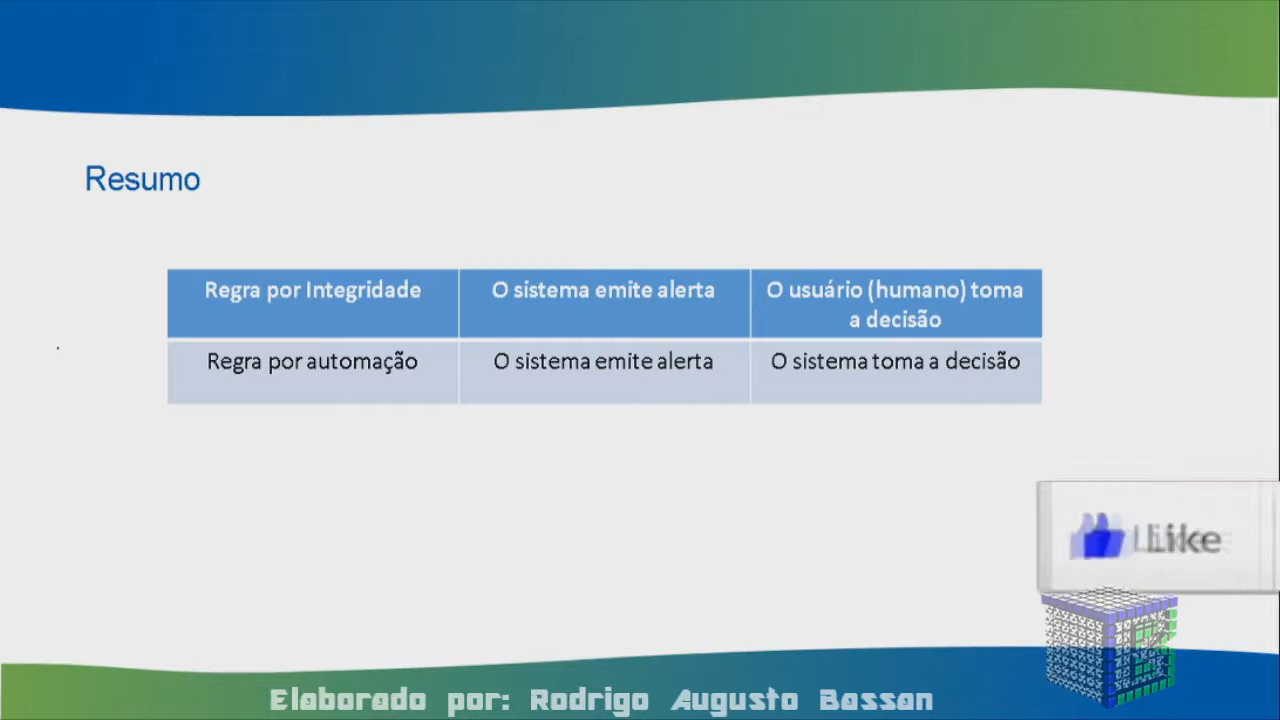 Resumo
Regra por Integridade
O sistema emite alerta
O usuário (humano) toma
a decisão
Regra por automação
O sistema emite alerta
O sistema toma a decisão
Like
Elaborado por: Rodrigo Augusto Bassan